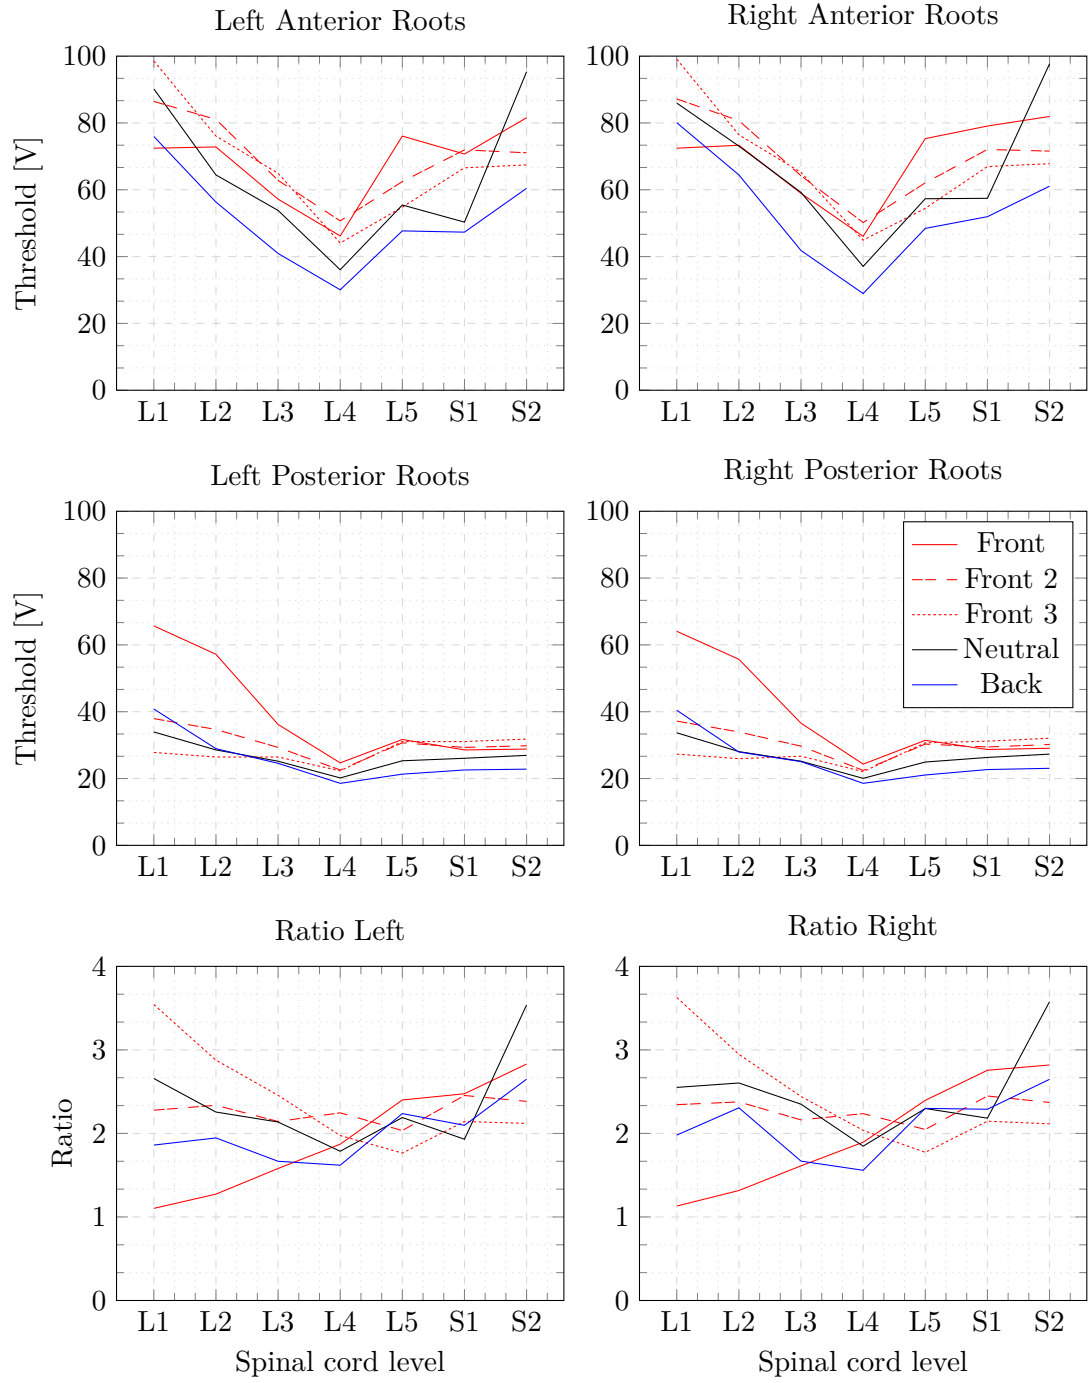 Left Anterior Roots
Right Anterior Roots
Threshold [V]
100
80
60
40
20
0
L1 L2 L3 L4 L5 S1 S2
100
80
60
40
20
0
L1 L2 L3 L4 L5 S1 S2
Left Posterior Roots
Right Posterior Roots
Threshold [V]
100
80
60
40
20
0
L1 L2 L3 L4 L5 S1 S2
100
80
60
40
20
0
L1 L2 L3 L4 L5 S1 S2
Front
Front 2
Front 3
Neutral
Back
Ratio Left
Ratio Right
Ratio
4
3
2
1
0
L1 L2 L3 L4 L5 S1 S2
Spinal cord level
4
3
2
1
0
L1 L2 L3 L4 L5 S1 S2
Spinal cord level